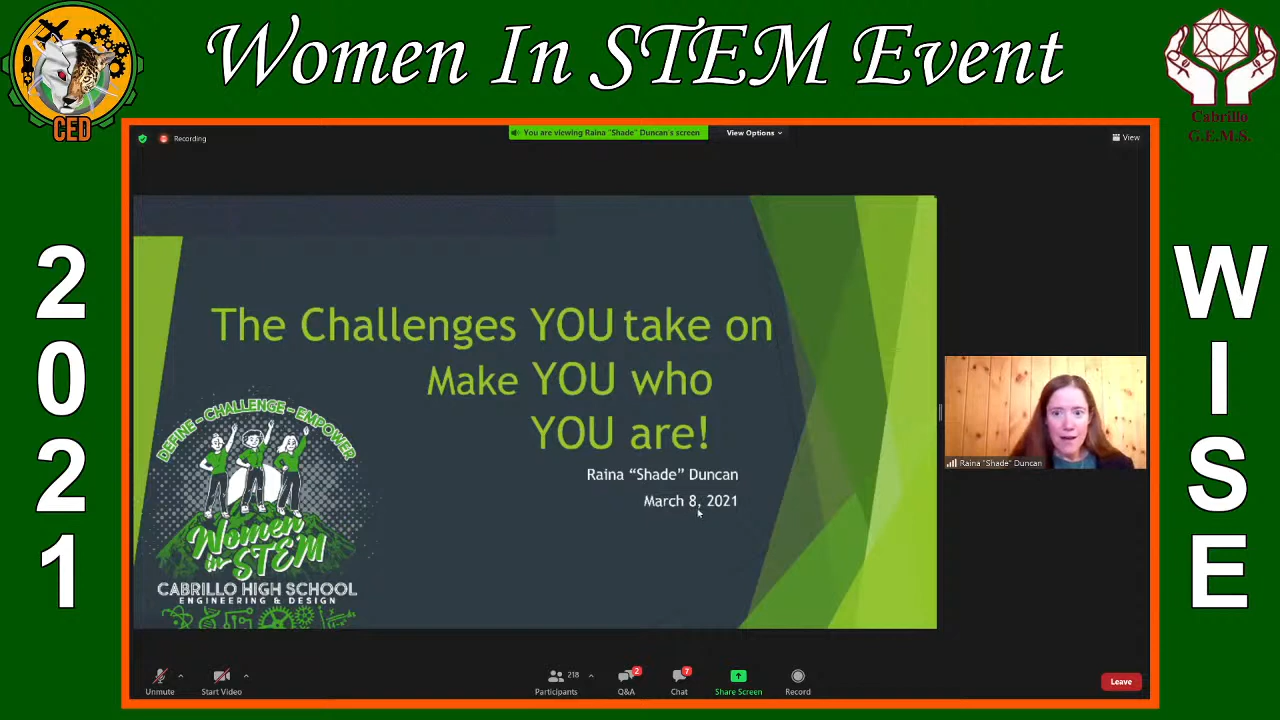 Women In STEM Event
CED
Cabrillo
G.E.M.S.
2021
WISE
Recording
You are viewing Raina "Shade" Duncan's screen
View Options
View
The Challenges YOU take on
Make YOU who
YOU are!
Raina “Shade” Duncan
March 8, 2021
DEFINE - CHALLENGE - EMPOWER
Women
in STEM
CABRILLO HIGH SCHOOL
ENGINEERING & DESIGN
Raina "Shade" Duncan
Unmute
Start Video
218
Participants
2
Q&A
7
Chat
Share Screen
Record
Leave